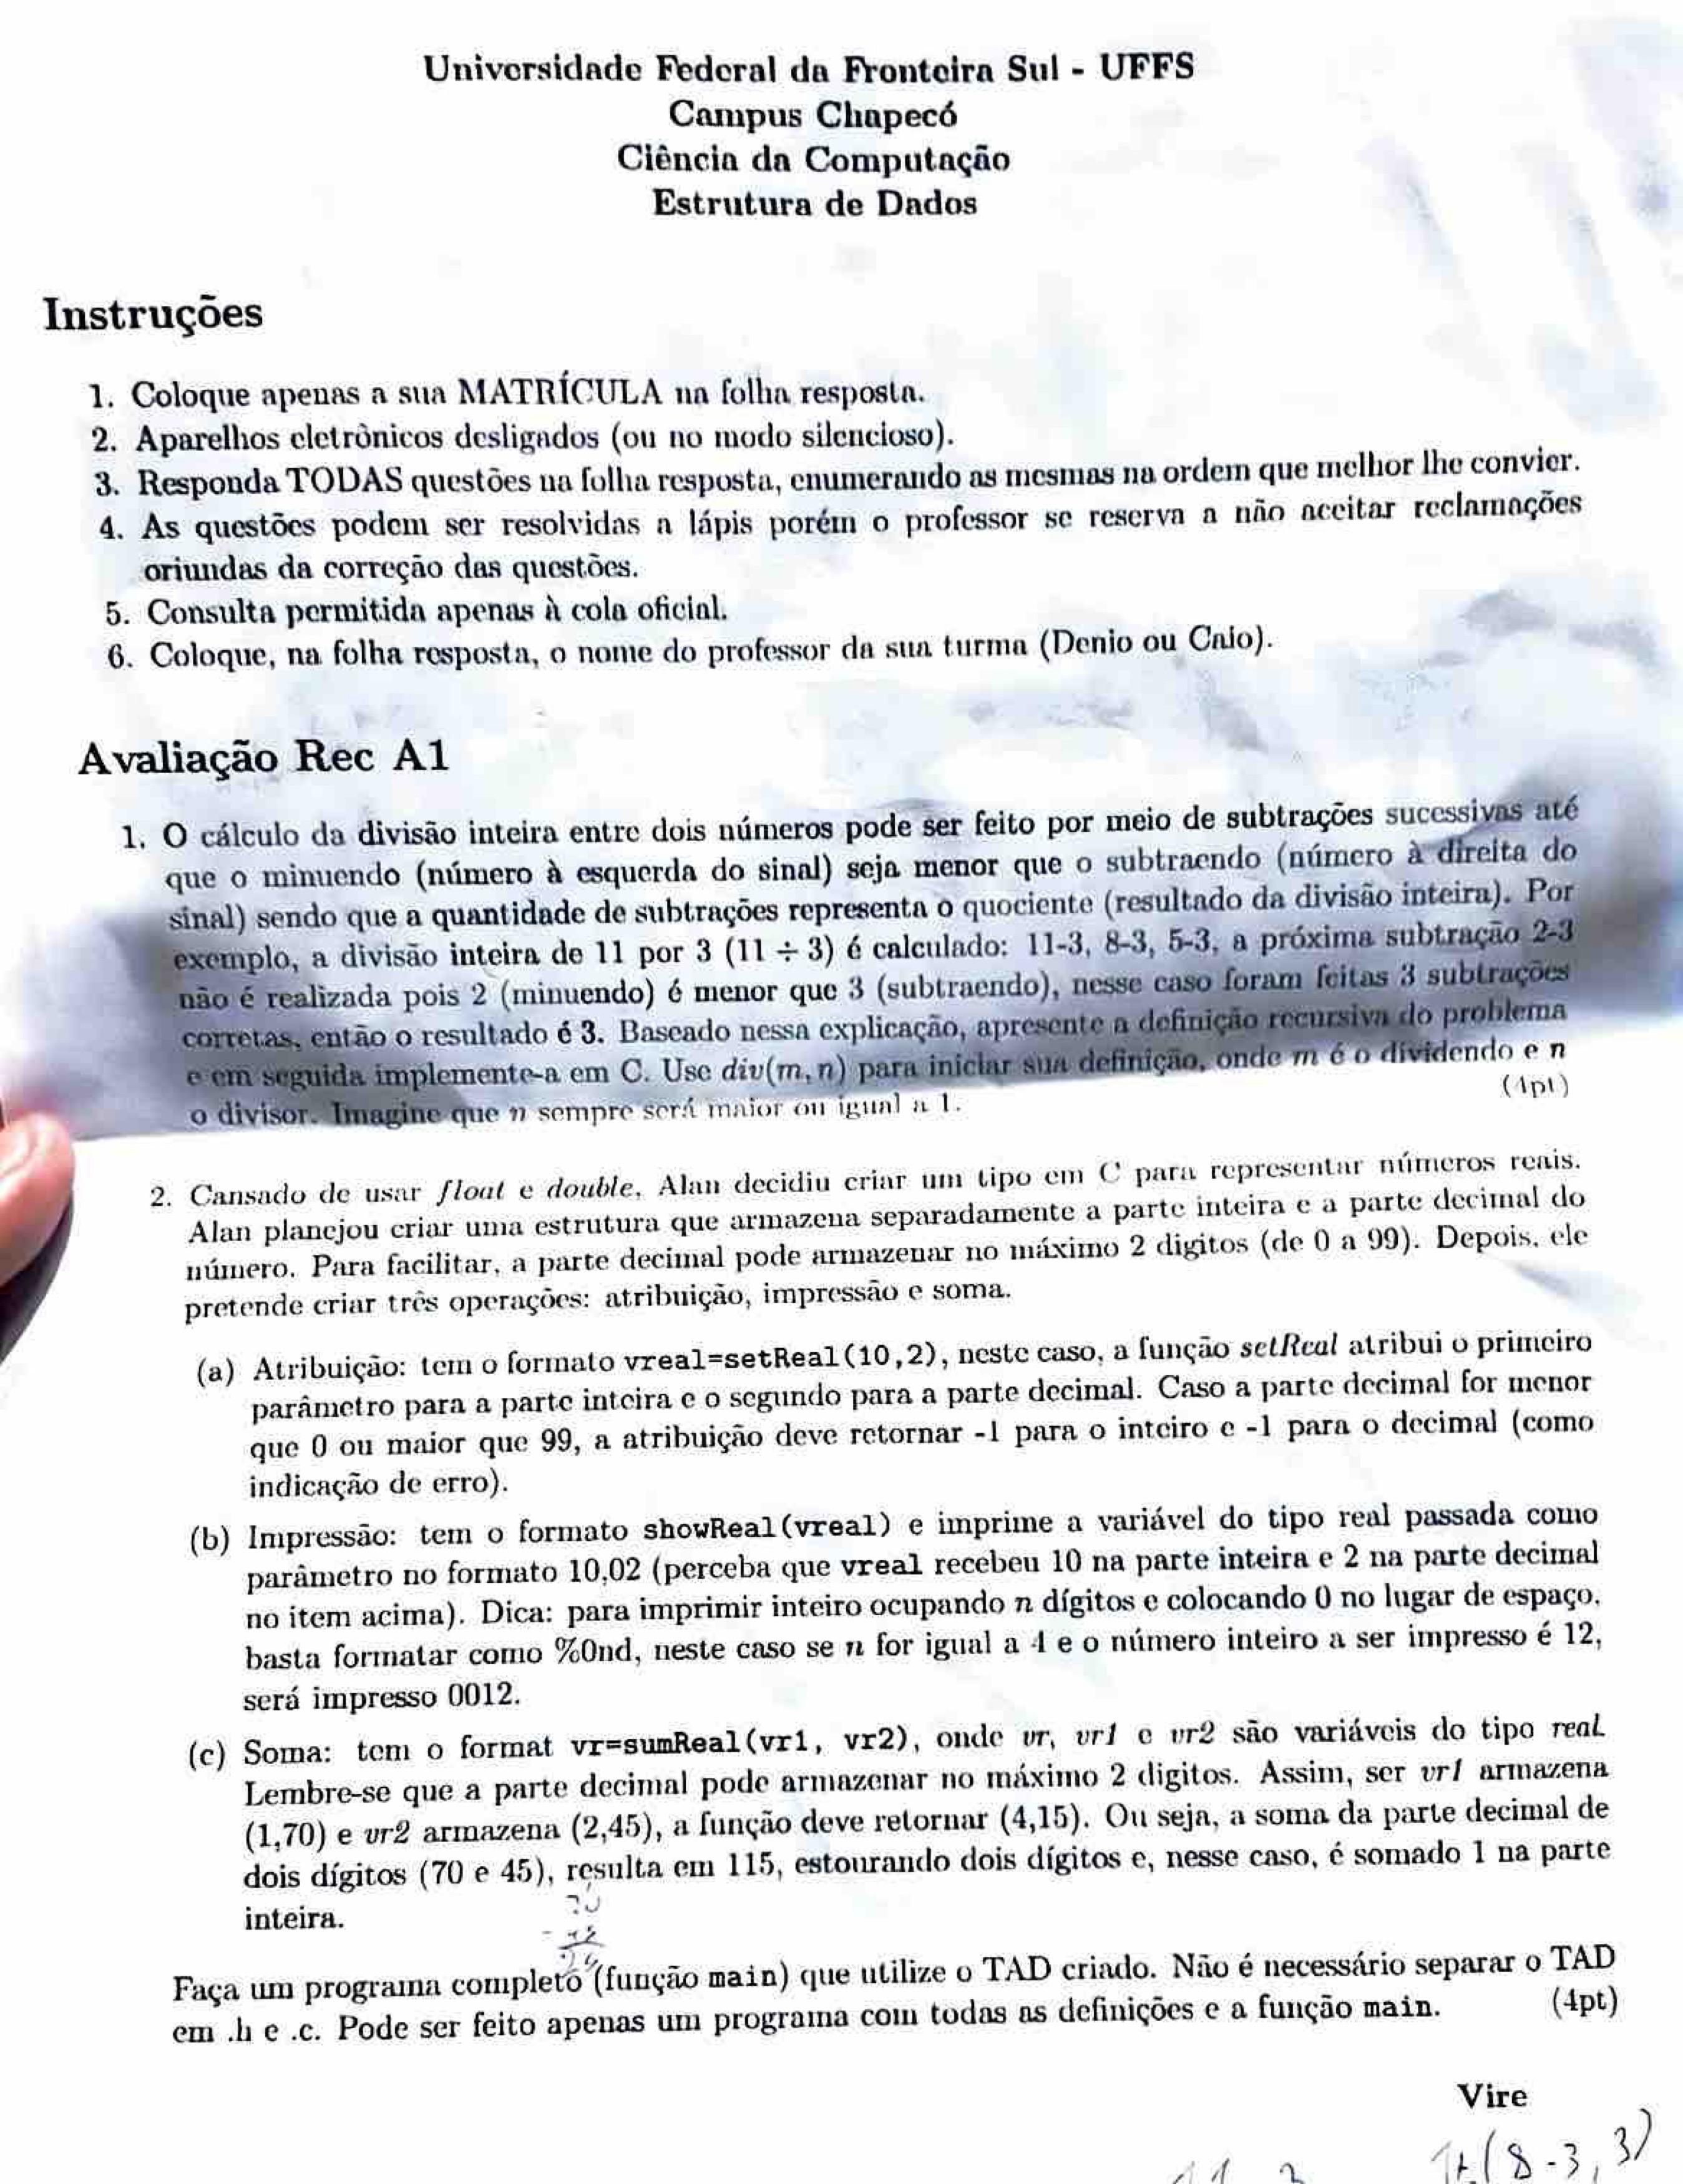 Universidade Federal da Fronteira Sul - UFFS
Campus Chapecó
Ciência da Computação
Estrutura de Dados
Instruções
1. Coloque apenas a sua MATRÍCULA na folha resposta.
2. Aparelhos eletrônicos desligados (ou no modo silencioso).
3. Responda TODAS questões na folha resposta, enumerando as mesmas na ordem que melhor lhe convier.
4. As questões podem ser resolvidas a lápis porém o professor se reserva a não aceitar reclamações
oriundas da correção das questões.
5. Consulta permitida apenas à cola oficial.
6. Coloque, na folha resposta, o nome do professor da sua turma (Denio ou Caio).
Avaliação Rec A1
1. O cálculo da divisão inteira entre dois números pode ser feito por meio de subtrações sucessivas até
que o minuendo (número à esquerda do sinal) seja menor que o subtraendo (número à direita do
sinal) sendo que a quantidade de subtrações representa o quociente (resultado da divisão inteira). Por
exemplo, a divisão inteira de 11 por 3 (11 ÷ 3) é calculado: 11-3, 8-3, 5-3, a próxima subtração 2-3
não é realizada pois 2 (minuendo) é menor que 3 (subtraendo), nesse caso foram feitas 3 subtrações
corretas, então o resultado é 3. Baseado nessa explicação, apresente a definição recursiva do problema
e em seguida implemente-a em C. Use div(m,n) para iniciar sua definição, onde m é o dividendo e n
o divisor. Imagine que n sempre será maior ou igual a 1.
(4pt)
2. Cansado de usar float e double, Alan decidiu criar um tipo em C para representar números reais.
Alan planejou criar uma estrutura que armazena separadamente a parte inteira e a parte decimal do
número. Para facilitar, a parte decimal pode armazenar no máximo 2 digitos (de 0 a 99). Depois, ele
pretende criar três operações: atribuição, impressão e soma.
(a) Atribuição: tem o formato vreal=setReal(10,2), neste caso, a função setReal atribui o primeiro
parâmetro para a parte inteira e o segundo para a parte decimal. Caso a parte decimal for menor
que 0 ou maior que 99, a atribuição deve retornar -1 para o inteiro e -1 para o decimal (como
indicação de erro).
(b) Impressão: tem o formato showReal(vreal) e imprime a variável do tipo real passada como
parâmetro no formato 10,02 (perceba que vreal recebeu 10 na parte inteira e 2 na parte decimal
no item acima). Dica: para imprimir inteiro ocupando n dígitos e colocando 0 no lugar de espaço,
basta formatar como %0nd, neste caso se n for igual a 4 e o número inteiro a ser impresso é 12,
será impresso 0012.
(c) Soma: tem o format vr=sumReal(vr1, vr2), onde vr, vr1 e vr2 são variáveis do tipo real.
Lembre-se que a parte decimal pode armazenar no máximo 2 digitos. Assim, ser vr1 armazena
(1,70) e vr2 armazena (2,45), a função deve retornar (4,15). Ou seja, a soma da parte decimal de
dois dígitos (70 e 45), resulta em 115, estourando dois dígitos e, nesse caso, é somado 1 na parte
inteira.
Faça um programa completo (função main) que utilize o TAD criado. Não é necessário separar o TAD
em .h e .c. Pode ser feito apenas um programa com todas as definições e a função main.
(4pt)
Vire
(8-3, 3)